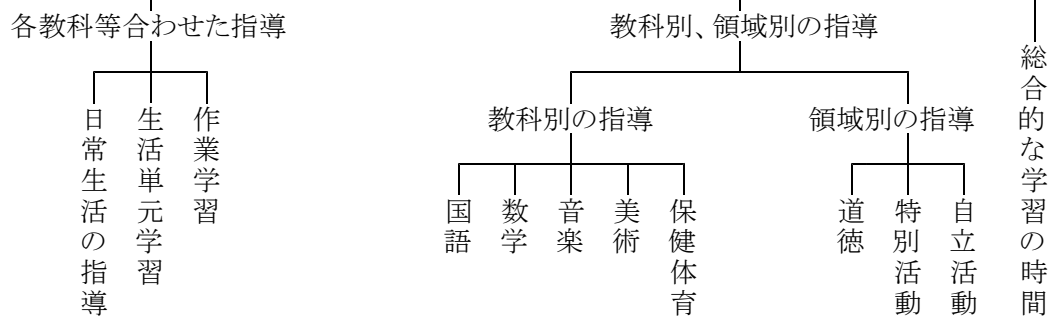 各教科等合わせた指導
日常生活の指導
生活単元学習
作業学習
教科別、領域別の指導
教科別の指導
国語
数学
音楽
美術
保健体育
領域別の指導
道徳
特別活動
自立活動
総合的な学習の時間